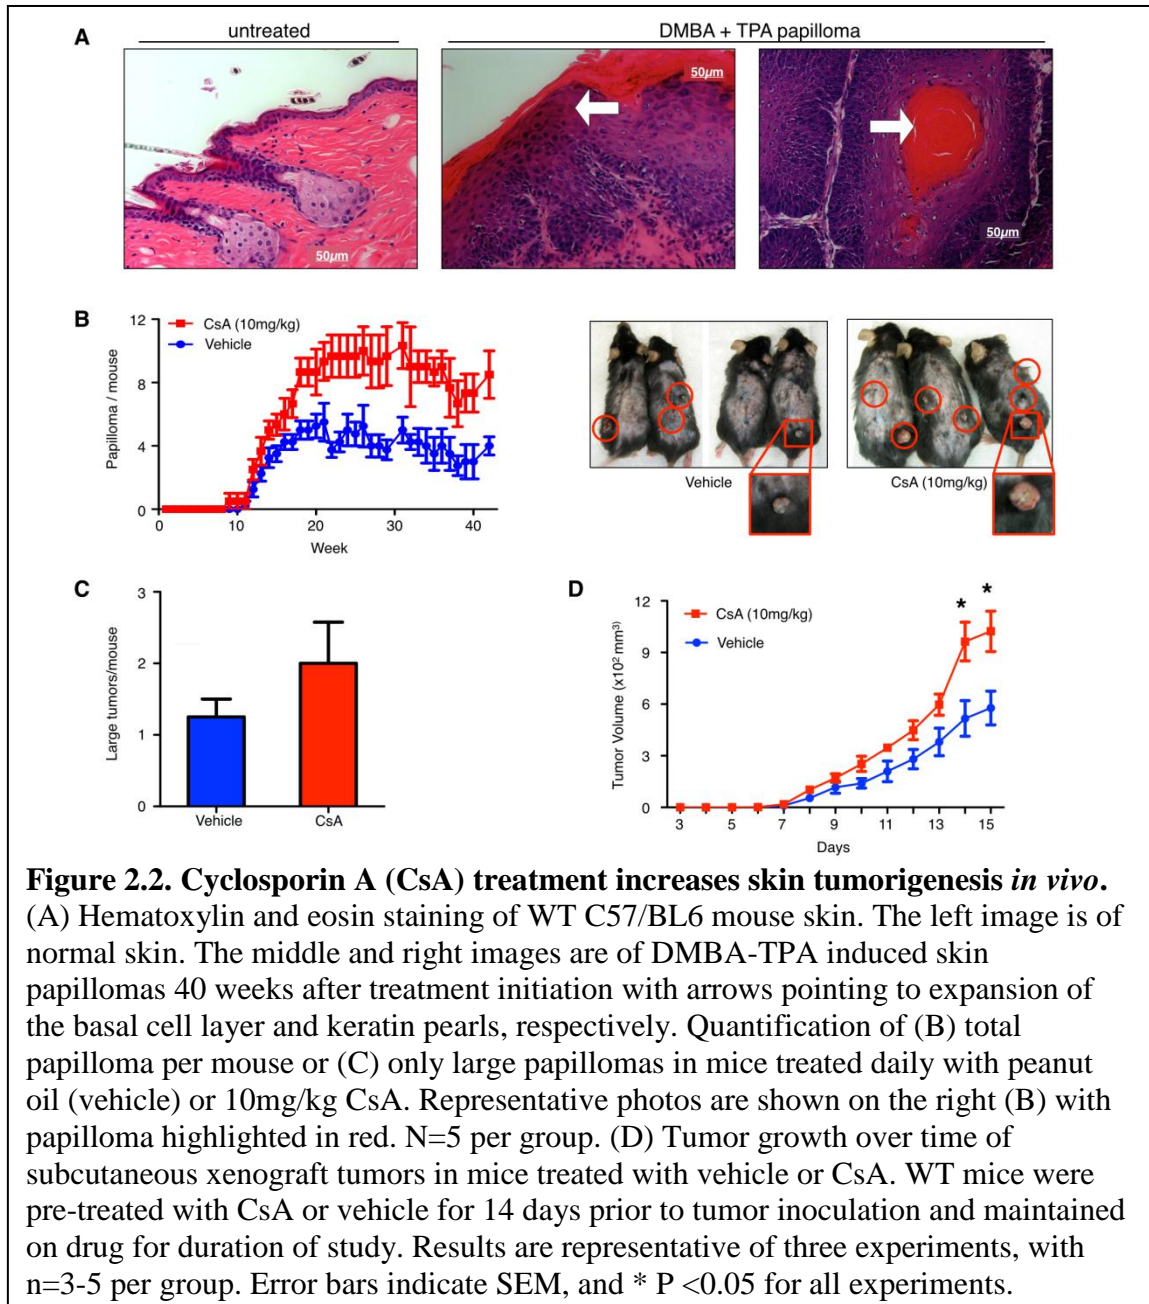 A
untreated
DMBA + TPA papilloma
50µm
50µm
50µm
B
CsA (10mg/kg)
Vehicle
Papilloma / mouse
12
8
4
0
0
10
20
30
40
Week
Vehicle
CsA (10mg/kg)
C
Large tumors/mouse
3
2
1
0
Vehicle
CsA
D
CsA (10mg/kg)
Vehicle
Tumor Volume (x10² mm³)
12
9
6
3
0
* *
3
5
7
9
11
13
15
Days
Figure 2.2. Cyclosporin A (CsA) treatment increases skin tumorigenesis in vivo.
(A) Hematoxylin and eosin staining of WT C57/BL6 mouse skin. The left image is of
normal skin. The middle and right images are of DMBA-TPA induced skin
papillomas 40 weeks after treatment initiation with arrows pointing to expansion of
the basal cell layer and keratin pearls, respectively. Quantification of (B) total
papilloma per mouse or (C) only large papillomas in mice treated daily with peanut
oil (vehicle) or 10mg/kg CsA. Representative photos are shown on the right (B) with
papilloma highlighted in red. N=5 per group. (D) Tumor growth over time of
subcutaneous xenograft tumors in mice treated with vehicle or CsA. WT mice were
pre-treated with CsA or vehicle for 14 days prior to tumor inoculation and maintained
on drug for duration of study. Results are representative of three experiments, with
n=3-5 per group. Error bars indicate SEM, and * P <0.05 for all experiments.